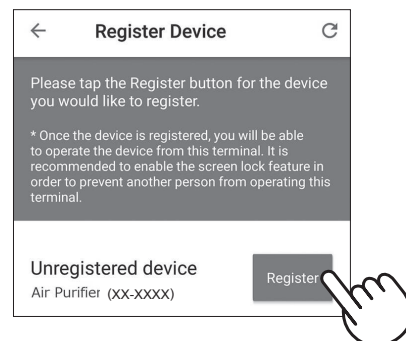 Register Device
Please tap the Register button for the device
you would like to register.
* Once the device is registered, you will be able
to operate the device from this terminal. It is
recommended to enable the screen lock feature in
order to prevent another person from operating this
terminal.
Unregistered device
Register
Air Purifier (XX-XXXX)